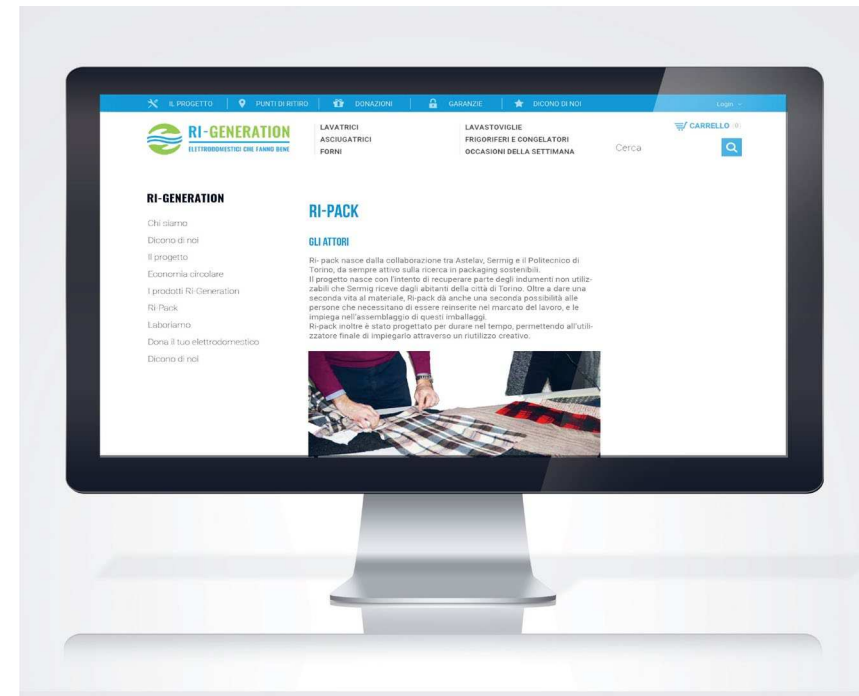 IL PROGETTO
PUNTI DI RITIRO
DONAZIONI
GARANZIE
DICONO DI NOI
Login
RI-GENERATION
ELETTRODOMESTICI CHE FANNO BENE
LAVATRICI
ASCIUGATRICI
FORNI
LAVASTOVIGLIE
FRIGORIFERI E CONGELATORI
OCCASIONI DELLA SETTIMANA
CARRELLO 0
Cerca
RI-GENERATION
Chi siamo
Dicono di noi
Il progetto
Economia circolare
I prodotti Ri-Generation
Ri-Pack
Laboriamo
Dona il tuo elettrodomestico
Dicono di noi
RI-PACK
GLI ATTORI
Ri- pack nasce dalla collaborazione tra Astelav, Sermig e il Politecnico di
Torino, da sempre attivo sulla ricerca in packaging sostenibili.
Il progetto nasce con l'intento di recuperare parte degli indumenti non utiliz-
zabili che Sermig riceve dagli abitanti della città di Torino. Oltre a dare una
seconda vita al materiale, Ri-pack dà anche una seconda possibilità alle
persone che necessitano di essere reinserite nel marcato del lavoro, e le
impiega nell'assemblaggio di questi imballaggi.
Ri-pack inoltre è stato progettato per durare nel tempo, permettendo all'utili-
zzatore finale di impiegarlo attraverso un riutilizzo creativo.